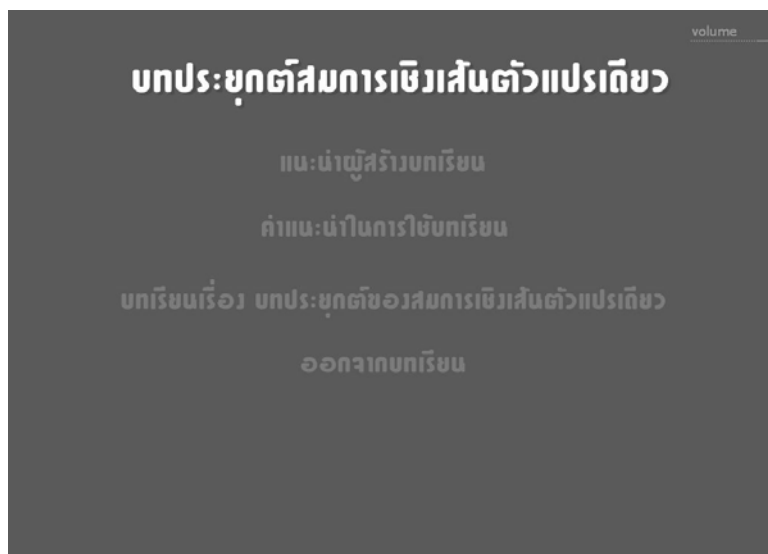 volume
บทประยุกต์สมการเชิงเส้นตัวแปรเดียว
แนะนำผู้สร้างบทเรียน
คำแนะนำในการใช้บทเรียน
บทเรียนเรื่อง บทประยุกต์ของสมการเชิงเส้นตัวแปรเดียว
ออกจากบทเรียน